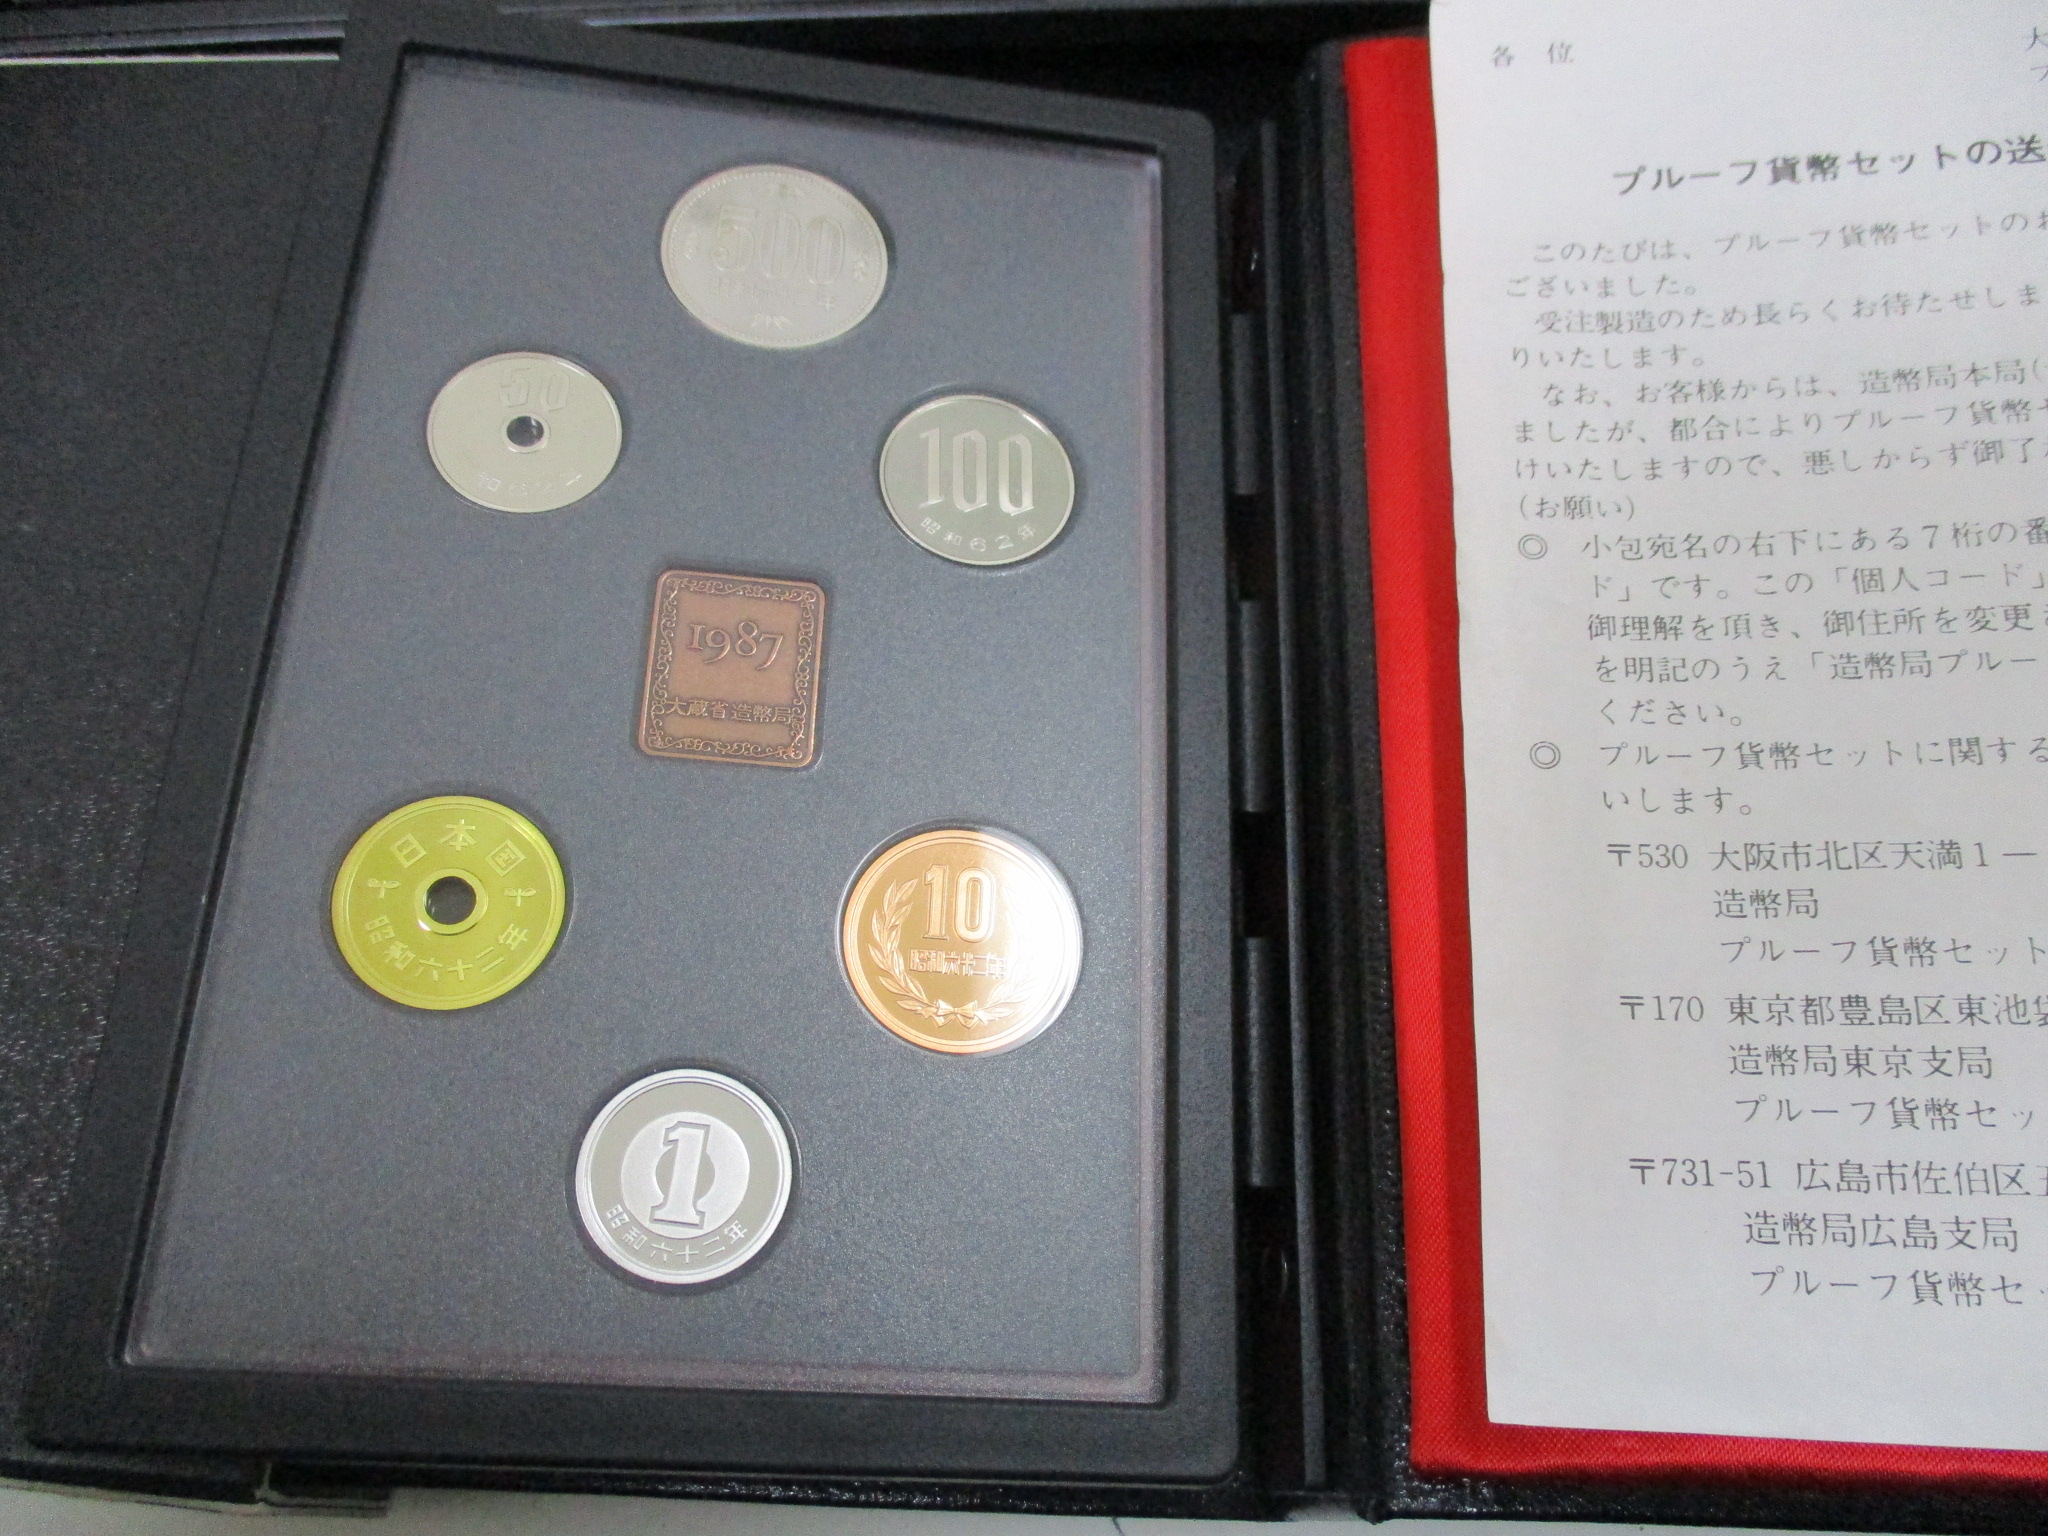 500
50
100
昭和62年
1987
大蔵省造幣局
日本国
昭和六十二年
10
昭和六十二年
1
昭和六十二年
各 位
大
プルーフ貨幣セットの送
このたびは、プルーフ貨幣セットのお
ございました。
受注製造のため長らくお待たせしま
りいたします。
なお、お客様からは、造幣局本局(
ましたが、都合によりプルーフ貨幣セ
けいたしますので、悪しからず御了
(お願い)
◎ 小包宛名の右下にある7桁の番
ド」です。この「個人コード」
御理解を頂き、御住所を変更
を明記のうえ「造幣局プルー
ください。
◎ プルーフ貨幣セットに関する
いします。
〒530 大阪市北区天満1-
造幣局
プルーフ貨幣セット
〒170 東京都豊島区東池袋
造幣局東京支局
プルーフ貨幣セッ
〒731-51 広島市佐伯区五
造幣局広島支局
プルーフ貨幣セ